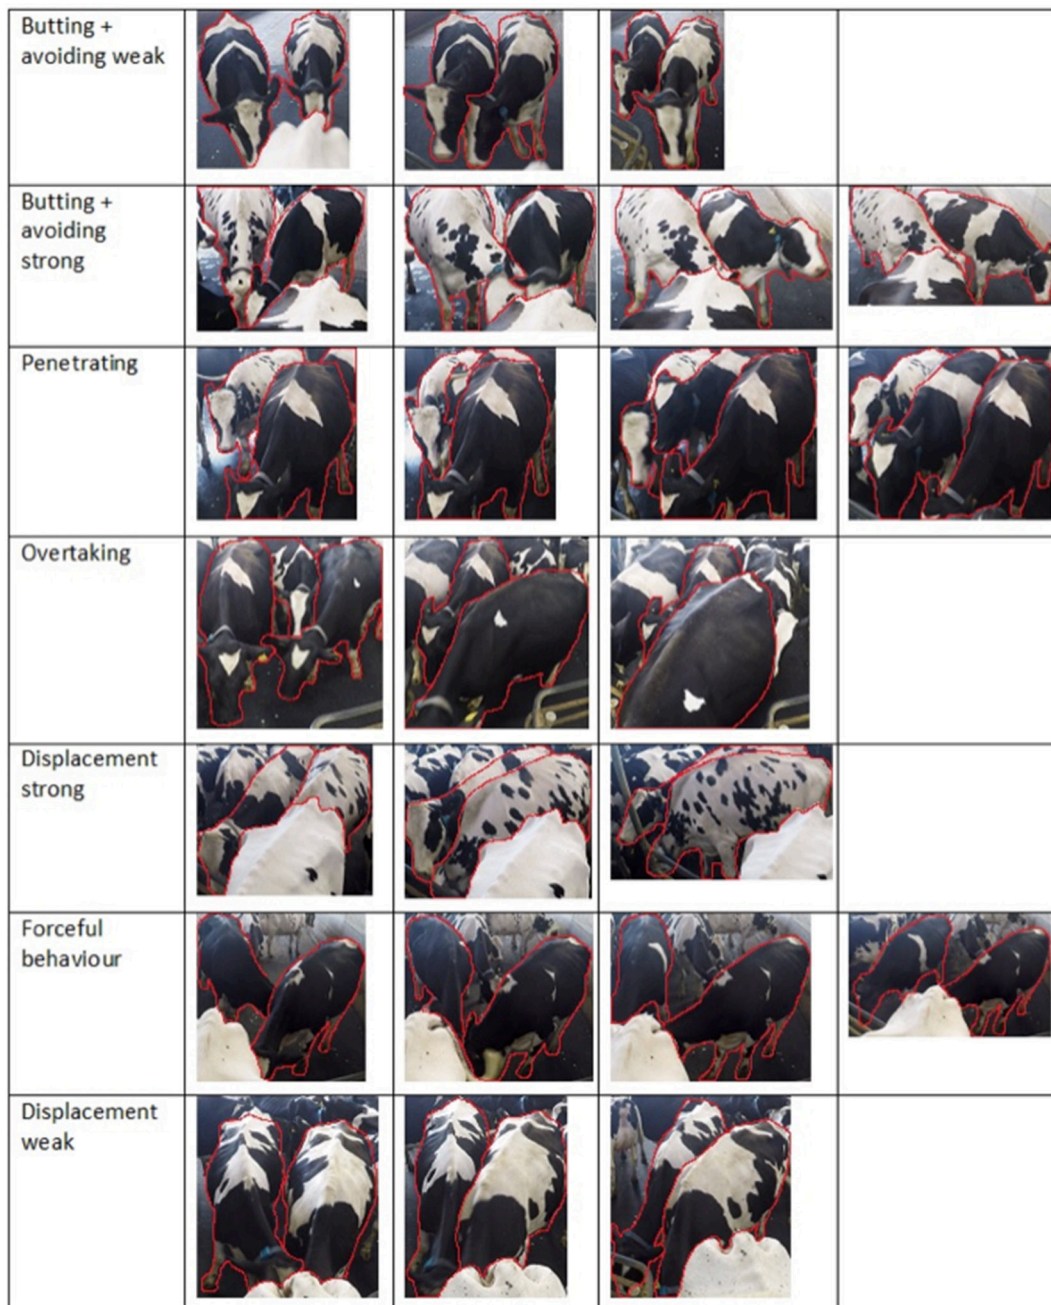 Butting +
avoiding weak
Butting +
avoiding
strong
Penetrating
Overtaking
Displacement
strong
Forceful
behaviour
Displacement
weak